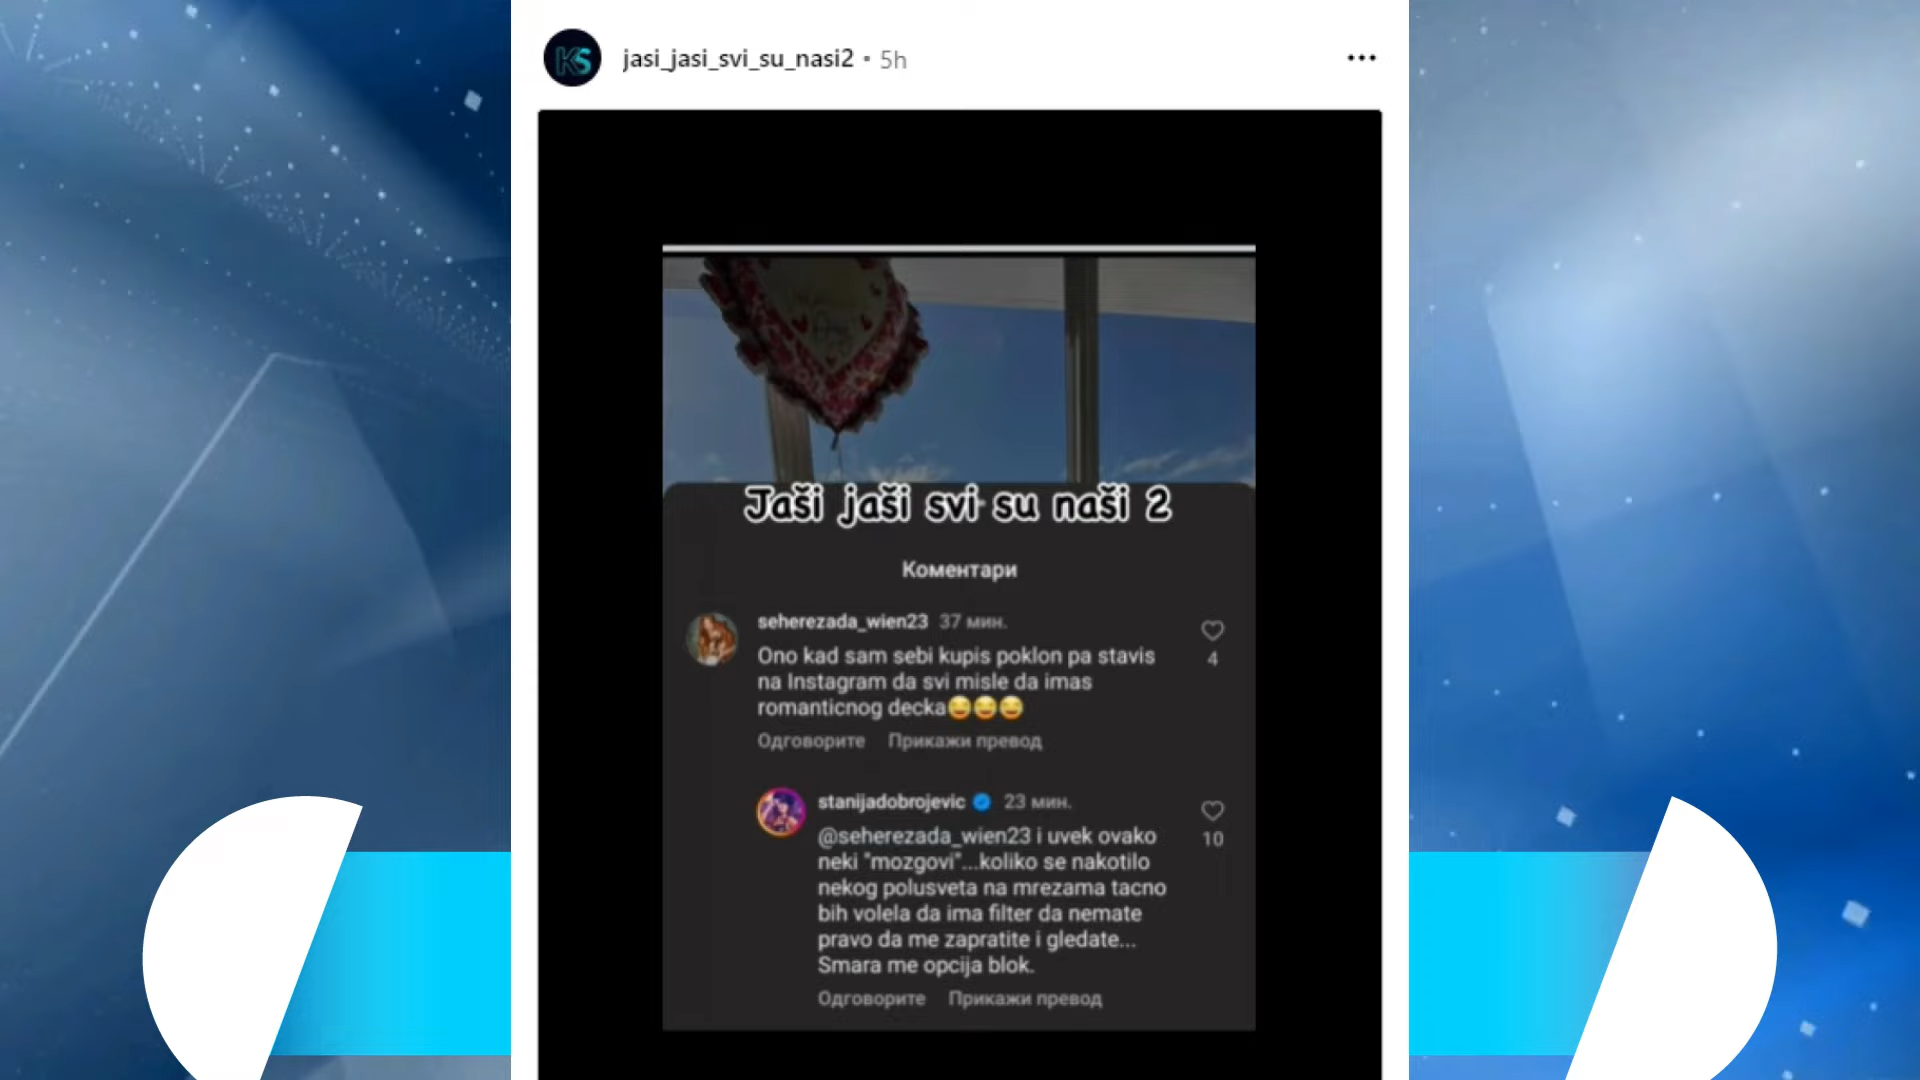 KS
jasi_jasi_svi_su_nasi2 • 5h
Jaši jaši svi su naši 2
Коментари
seherezada_wien23 37 мин.
Ono kad sam sebi kupis poklon pa stavis
na Instagram da svi misle da imas
romanticnog decka😂😂😂
4
Одговорите Прикажи превод
stanijadobrojevic 23 мин.
@seherezada_wien23 i uvek ovako
neki "mozgovi"...koliko se nakotilo
nekog polusveta na mrezama tacno
bih volela da ima filter da nemate
pravo da me zapratite i gledate...
Smara me opcija blok.
10
Одговорите Прикажи превод